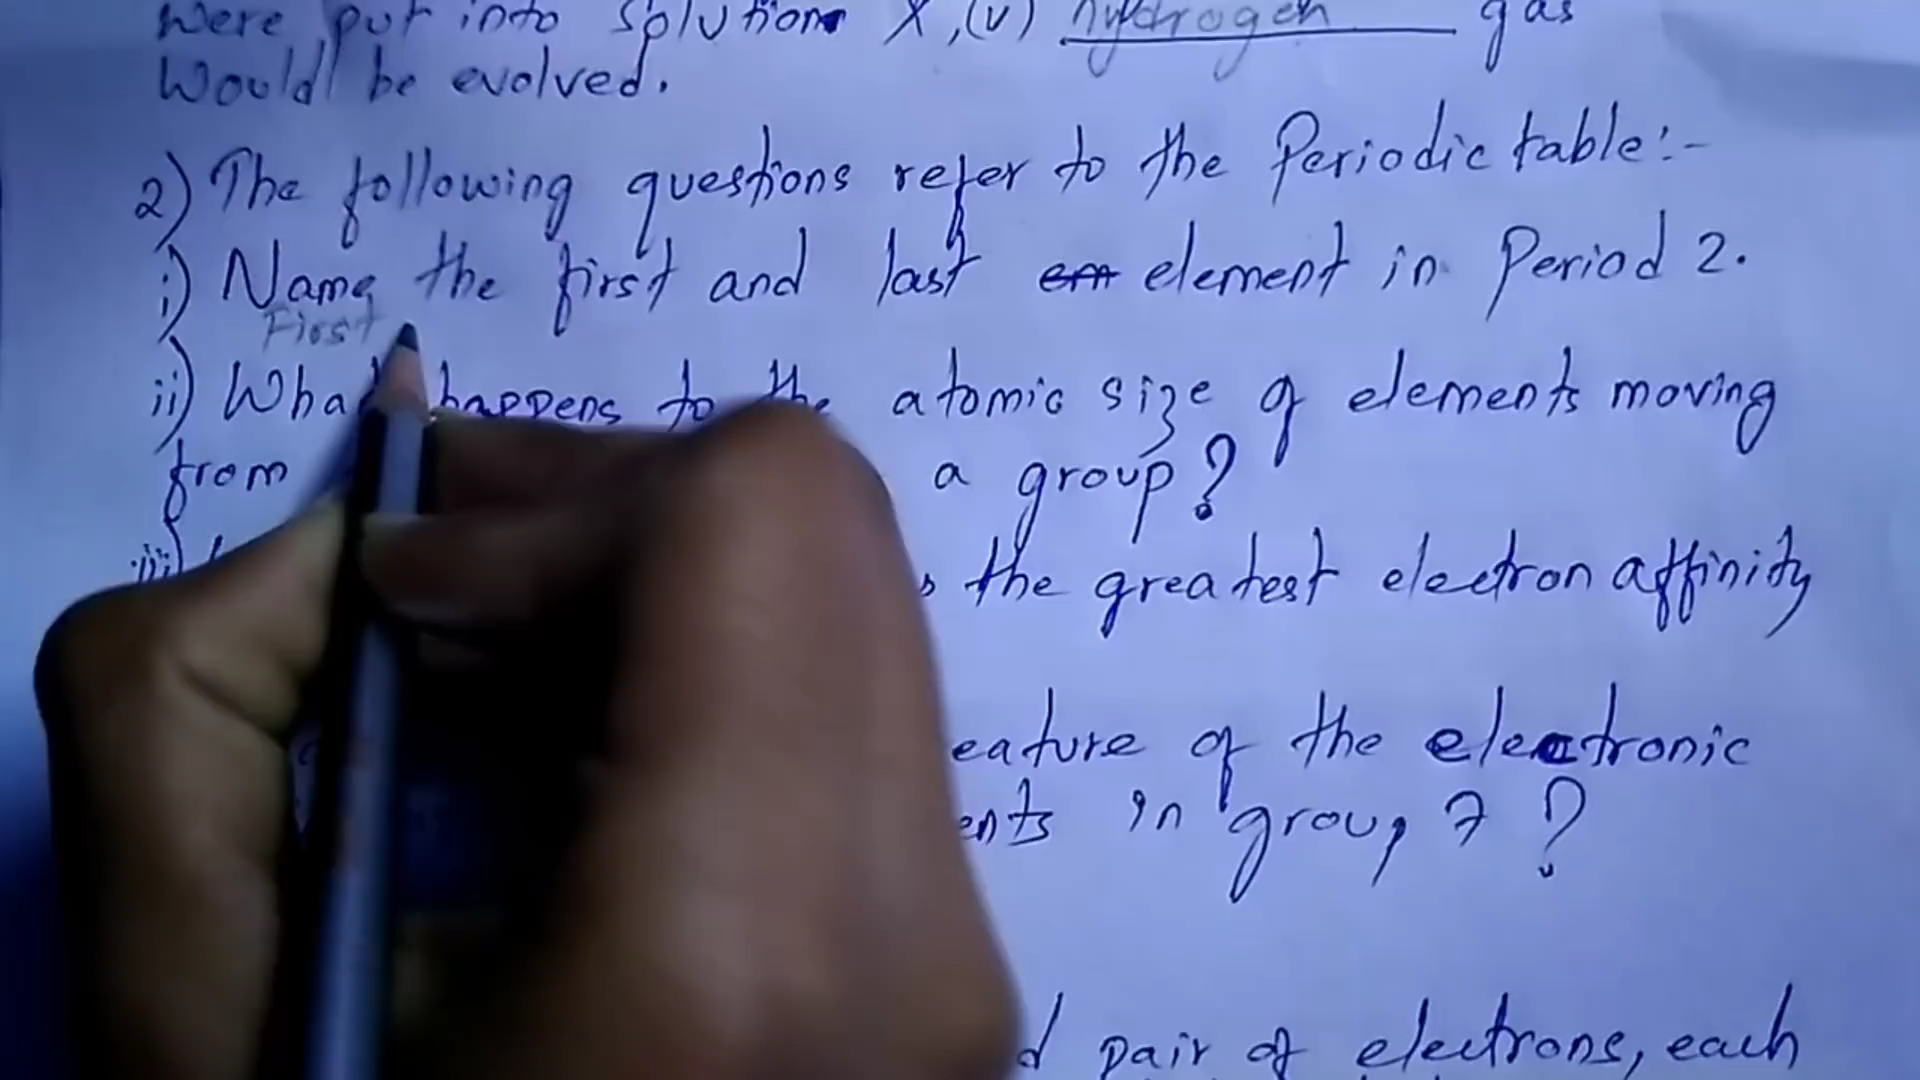 were put into solution X, (v) hydrogen gas
would be evolved.
2) The following questions refer to the Periodic table:-
i) Name the first and last em element in Period 2.
First
ii) What happens to the atomic size of elements moving
from a group?
iii) the greatest electron affinity
of the electronic
in group 7?
pair of electrons, each